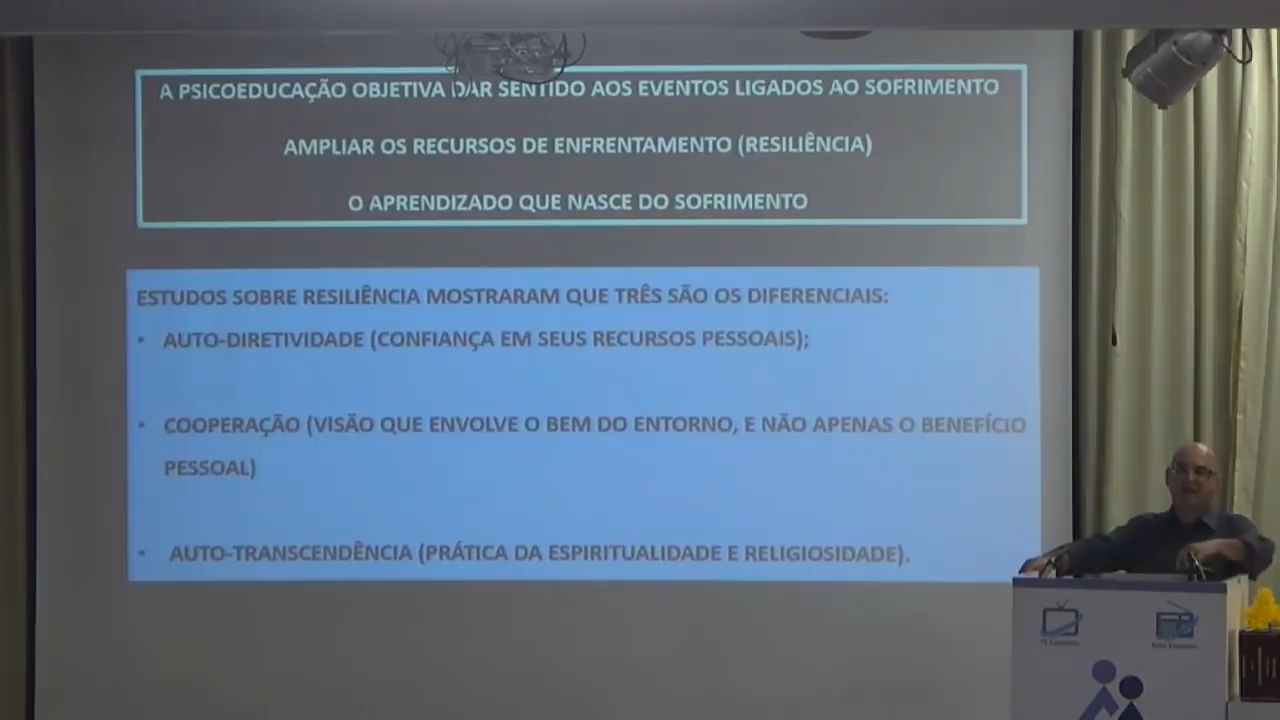 A PSICOEDUCAÇÃO OBJETIVA DAR SENTIDO AOS EVENTOS LIGADOS AO SOFRIMENTO
AMPLIAR OS RECURSOS DE ENFRENTAMENTO (RESILIÊNCIA)
O APRENDIZADO QUE NASCE DO SOFRIMENTO
ESTUDOS SOBRE RESILIÊNCIA MOSTRARAM QUE TRÊS SÃO OS DIFERENCIAIS:
• AUTO-DIRETIVIDADE (CONFIANÇA EM SEUS RECURSOS PESSOAIS);
• COOPERAÇÃO (VISÃO QUE ENVOLVE O BEM DO ENTORNO, E NÃO APENAS O BENEFÍCIO
PESSOAL)
• AUTO-TRANSCENDÊNCIA (PRÁTICA DA ESPIRITUALIDADE E RELIGIOSIDADE).